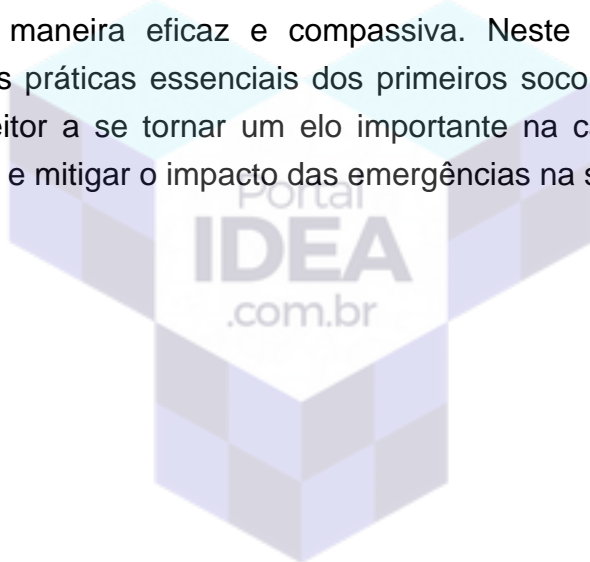 maneira eficaz e compassiva. Neste
s práticas essenciais dos primeiros soco
eitor a se tornar um elo importante na c
e mitigar o impacto das emergências na s
Portal
IDEA
.com.br